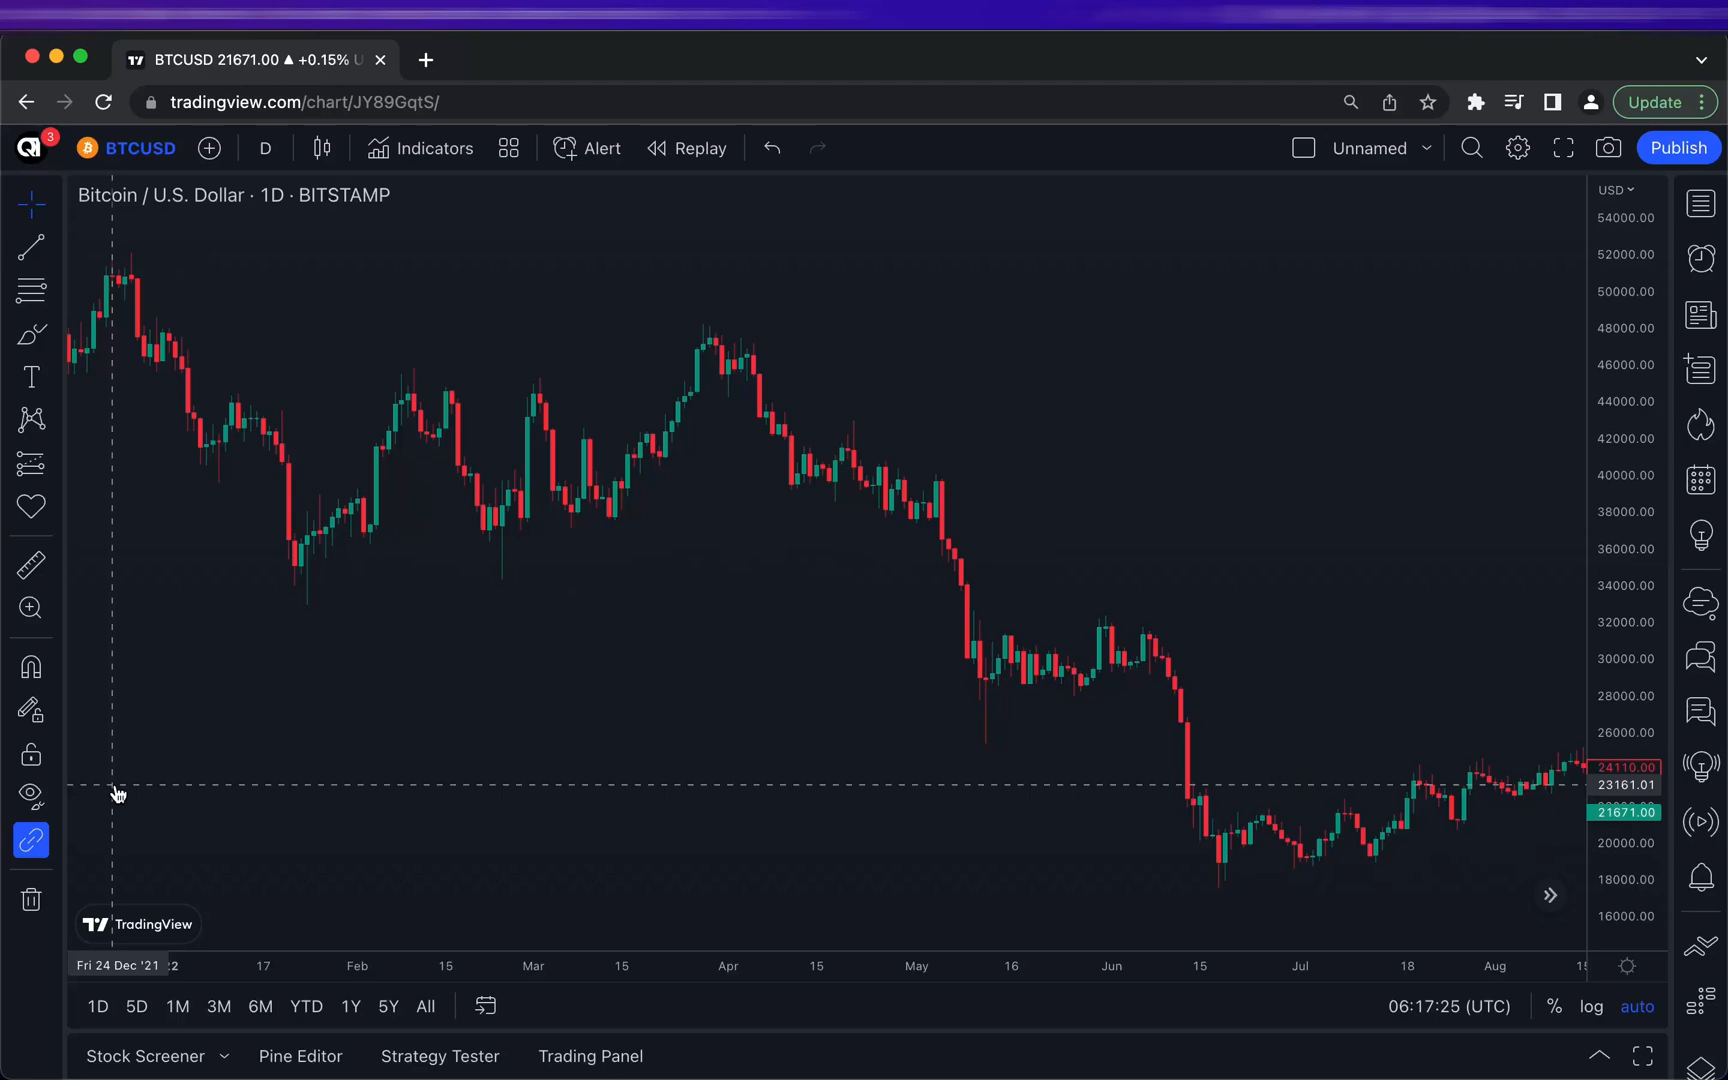 BTCUSD 21671.00 ▲ +0.15% U
tradingview.com/chart/JY89GqtS/
Update
3
BTCUSD
D
Indicators
Alert
Replay
Unnamed
Publish
Bitcoin / U.S. Dollar · 1D · BITSTAMP
USD
54000.00
52000.00
50000.00
48000.00
46000.00
44000.00
42000.00
40000.00
38000.00
36000.00
34000.00
32000.00
30000.00
28000.00
26000.00
24110.00
23161.01
21671.00
20000.00
18000.00
16000.00
TradingView
Fri 24 Dec '21 22 17 Feb 15 Mar 15 Apr 15 May 16 Jun 15 Jul 18 Aug 15
1D 5D 1M 3M 6M YTD 1Y 5Y All
06:17:25 (UTC) % log auto
Stock Screener Pine Editor Strategy Tester Trading Panel